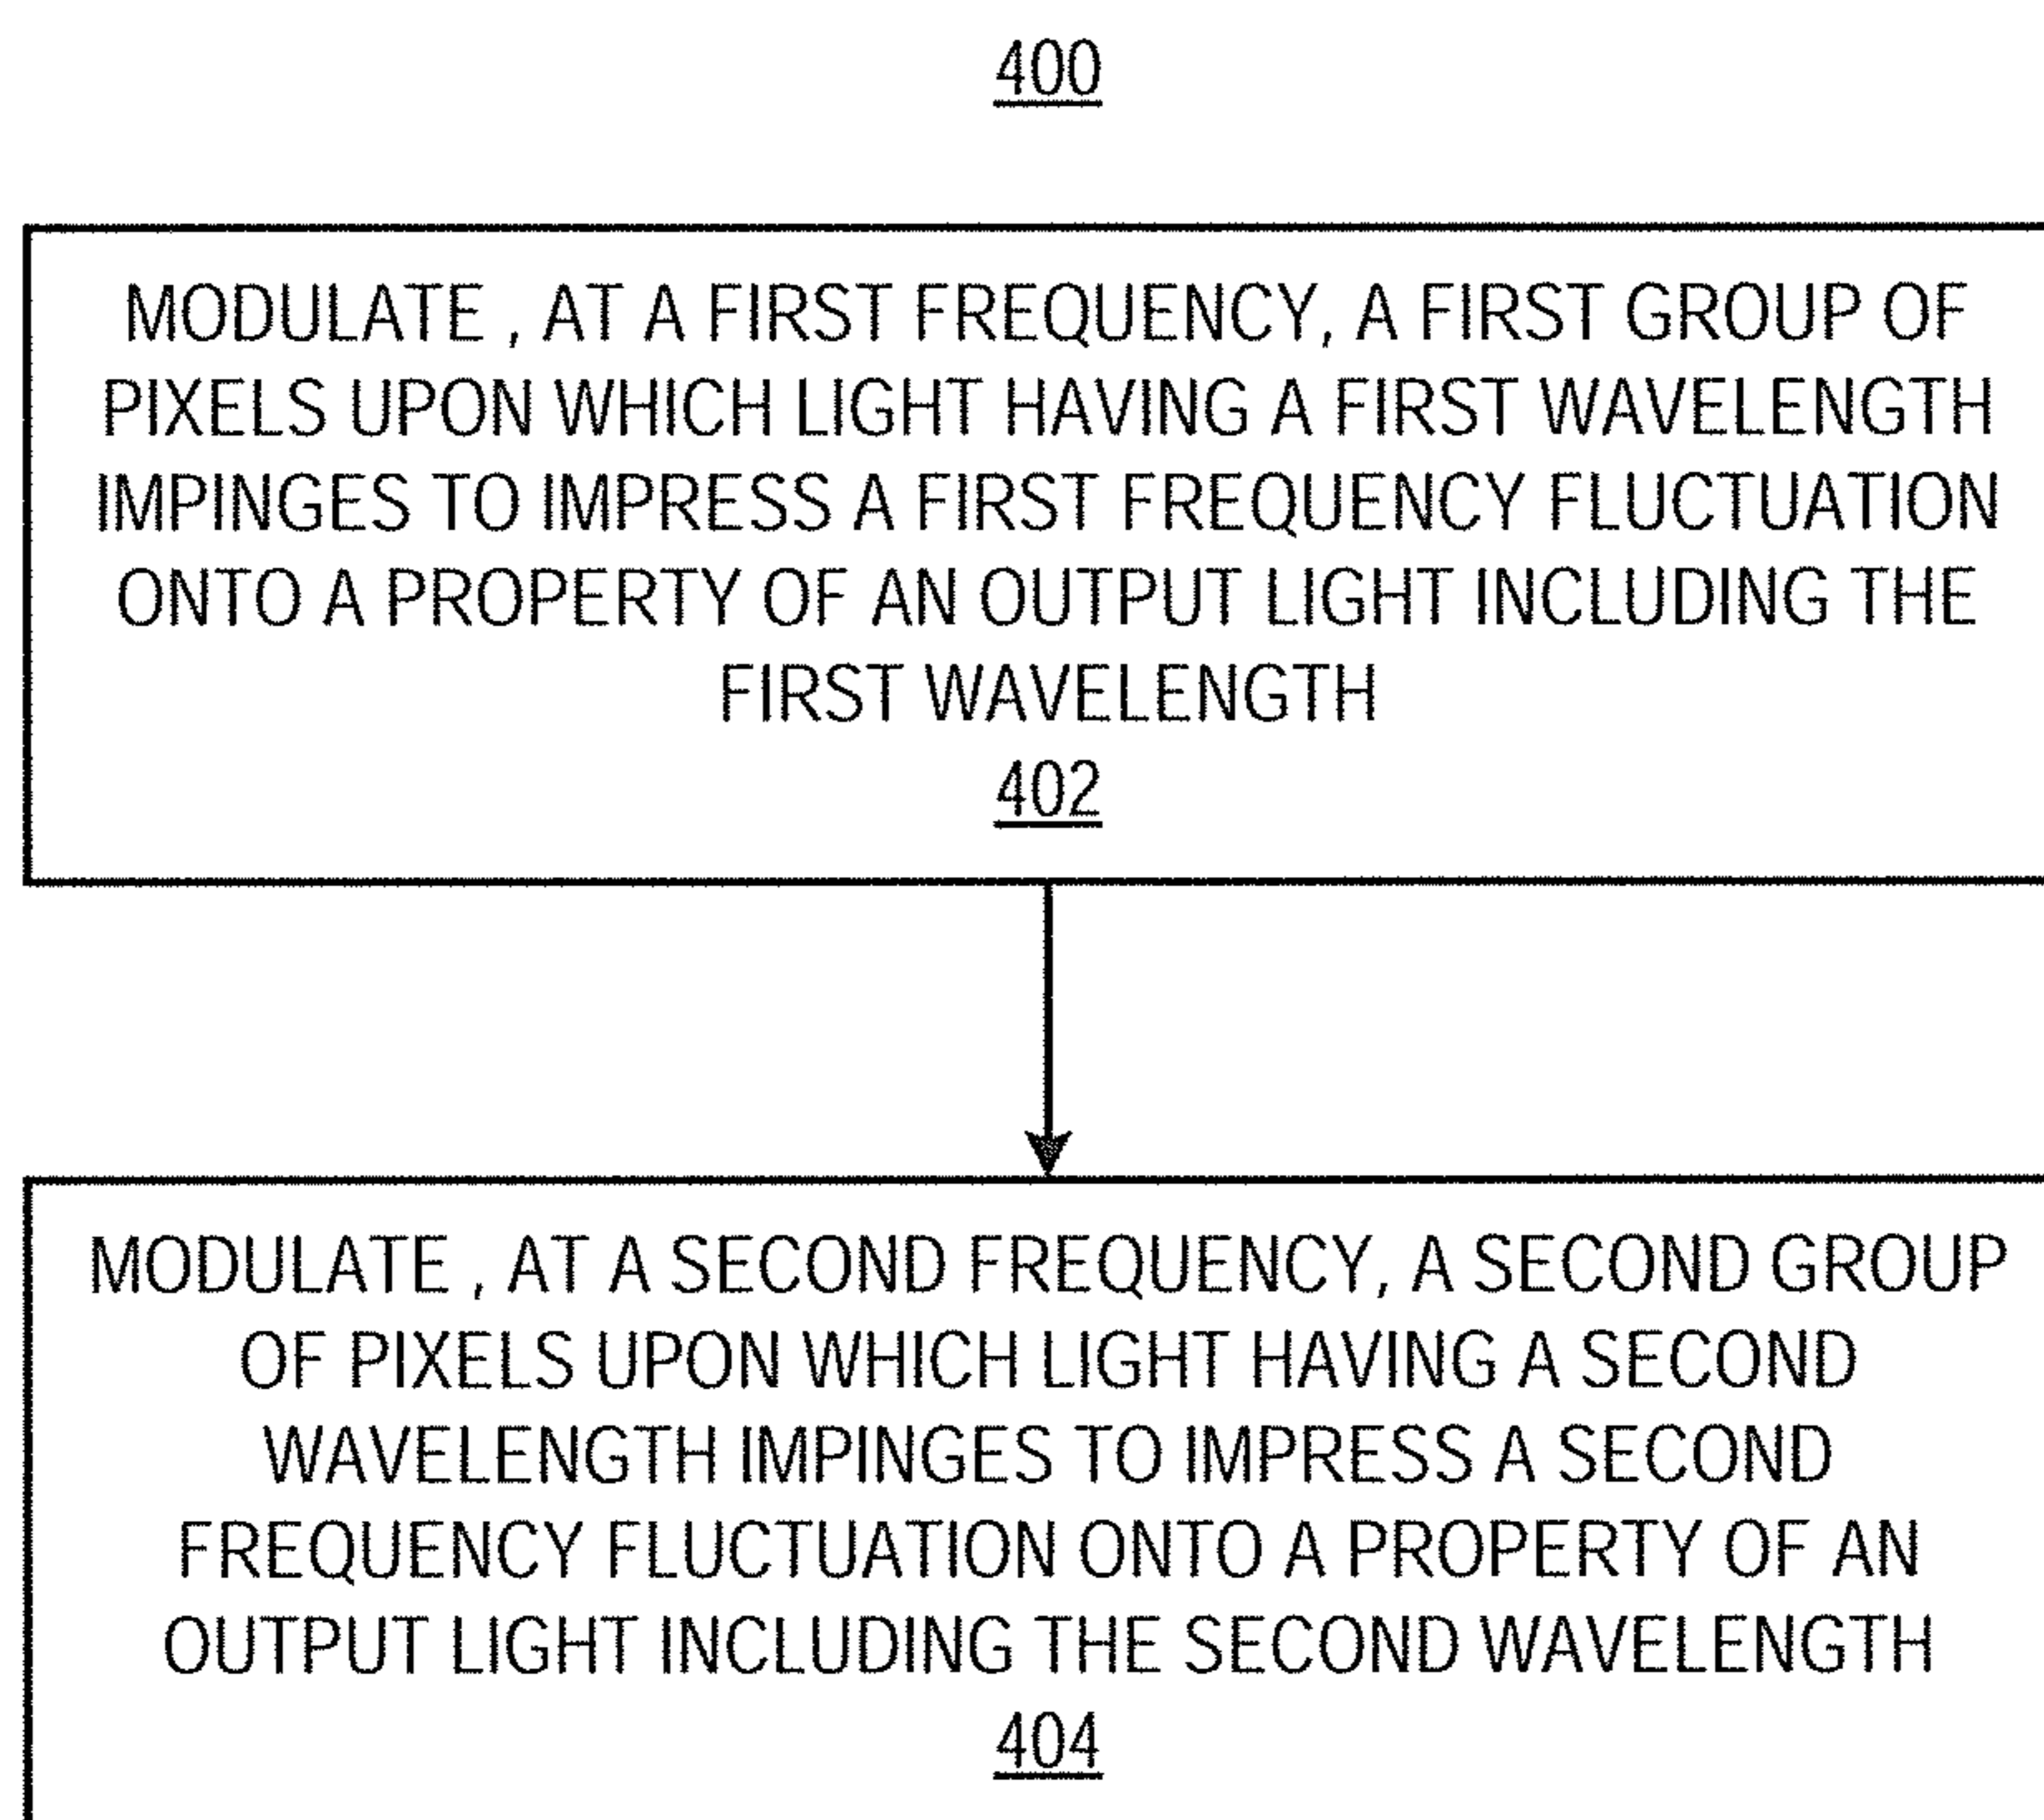 400
MODULATE , AT A FIRST FREQUENCY, A FIRST GROUP OF
PIXELS UPON WHICH LIGHT HAVING A FIRST WAVELENGTH
IMPINGES TO IMPRESS A FIRST FREQUENCY FLUCTUATION
ONTO A PROPERTY OF AN OUTPUT LIGHT INCLUDING THE
FIRST WAVELENGTH
402
MODULATE , AT A SECOND FREQUENCY, A SECOND GROUP
OF PIXELS UPON WHICH LIGHT HAVING A SECOND
WAVELENGTH IMPINGES TO IMPRESS A SECOND
FREQUENCY FLUCTUATION ONTO A PROPERTY OF AN
OUTPUT LIGHT INCLUDING THE SECOND WAVELENGTH
404